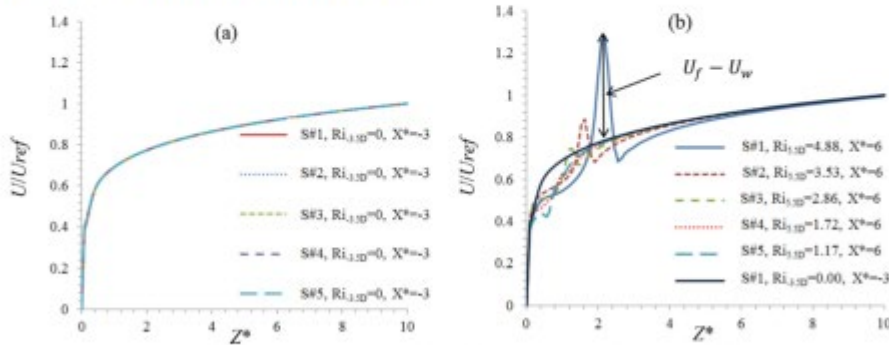 (a)
1.4
1.2
1
0.8
0.6
0.4
0.2
0
U/Uref
0 2 4 6 8 10
Z*
S#1, Ri-3.5D=0, X*=-3
S#2, Ri-3.5D=0, X*=-3
S#3, Ri-3.5D=0, X*=-3
S#4, Ri-3.5D=0, X*=-3
S#5, Ri-3.5D=0, X*=-3
(b)
1.4
1.2
1
0.8
0.6
0.4
0.2
0
U/Uref
0 2 4 6 8 10
Z*
Uf − Uw
S#1, Ri5.5D=4.88, X*=6
S#2, Ri5.5D=3.53, X*=6
S#3, Ri5.5D=2.86, X*=6
S#4, Ri5.5D=1.72, X*=6
S#5, Ri5.5D=1.17, X*=6
S#1, Ri-3.5D=0.00, X*=-3